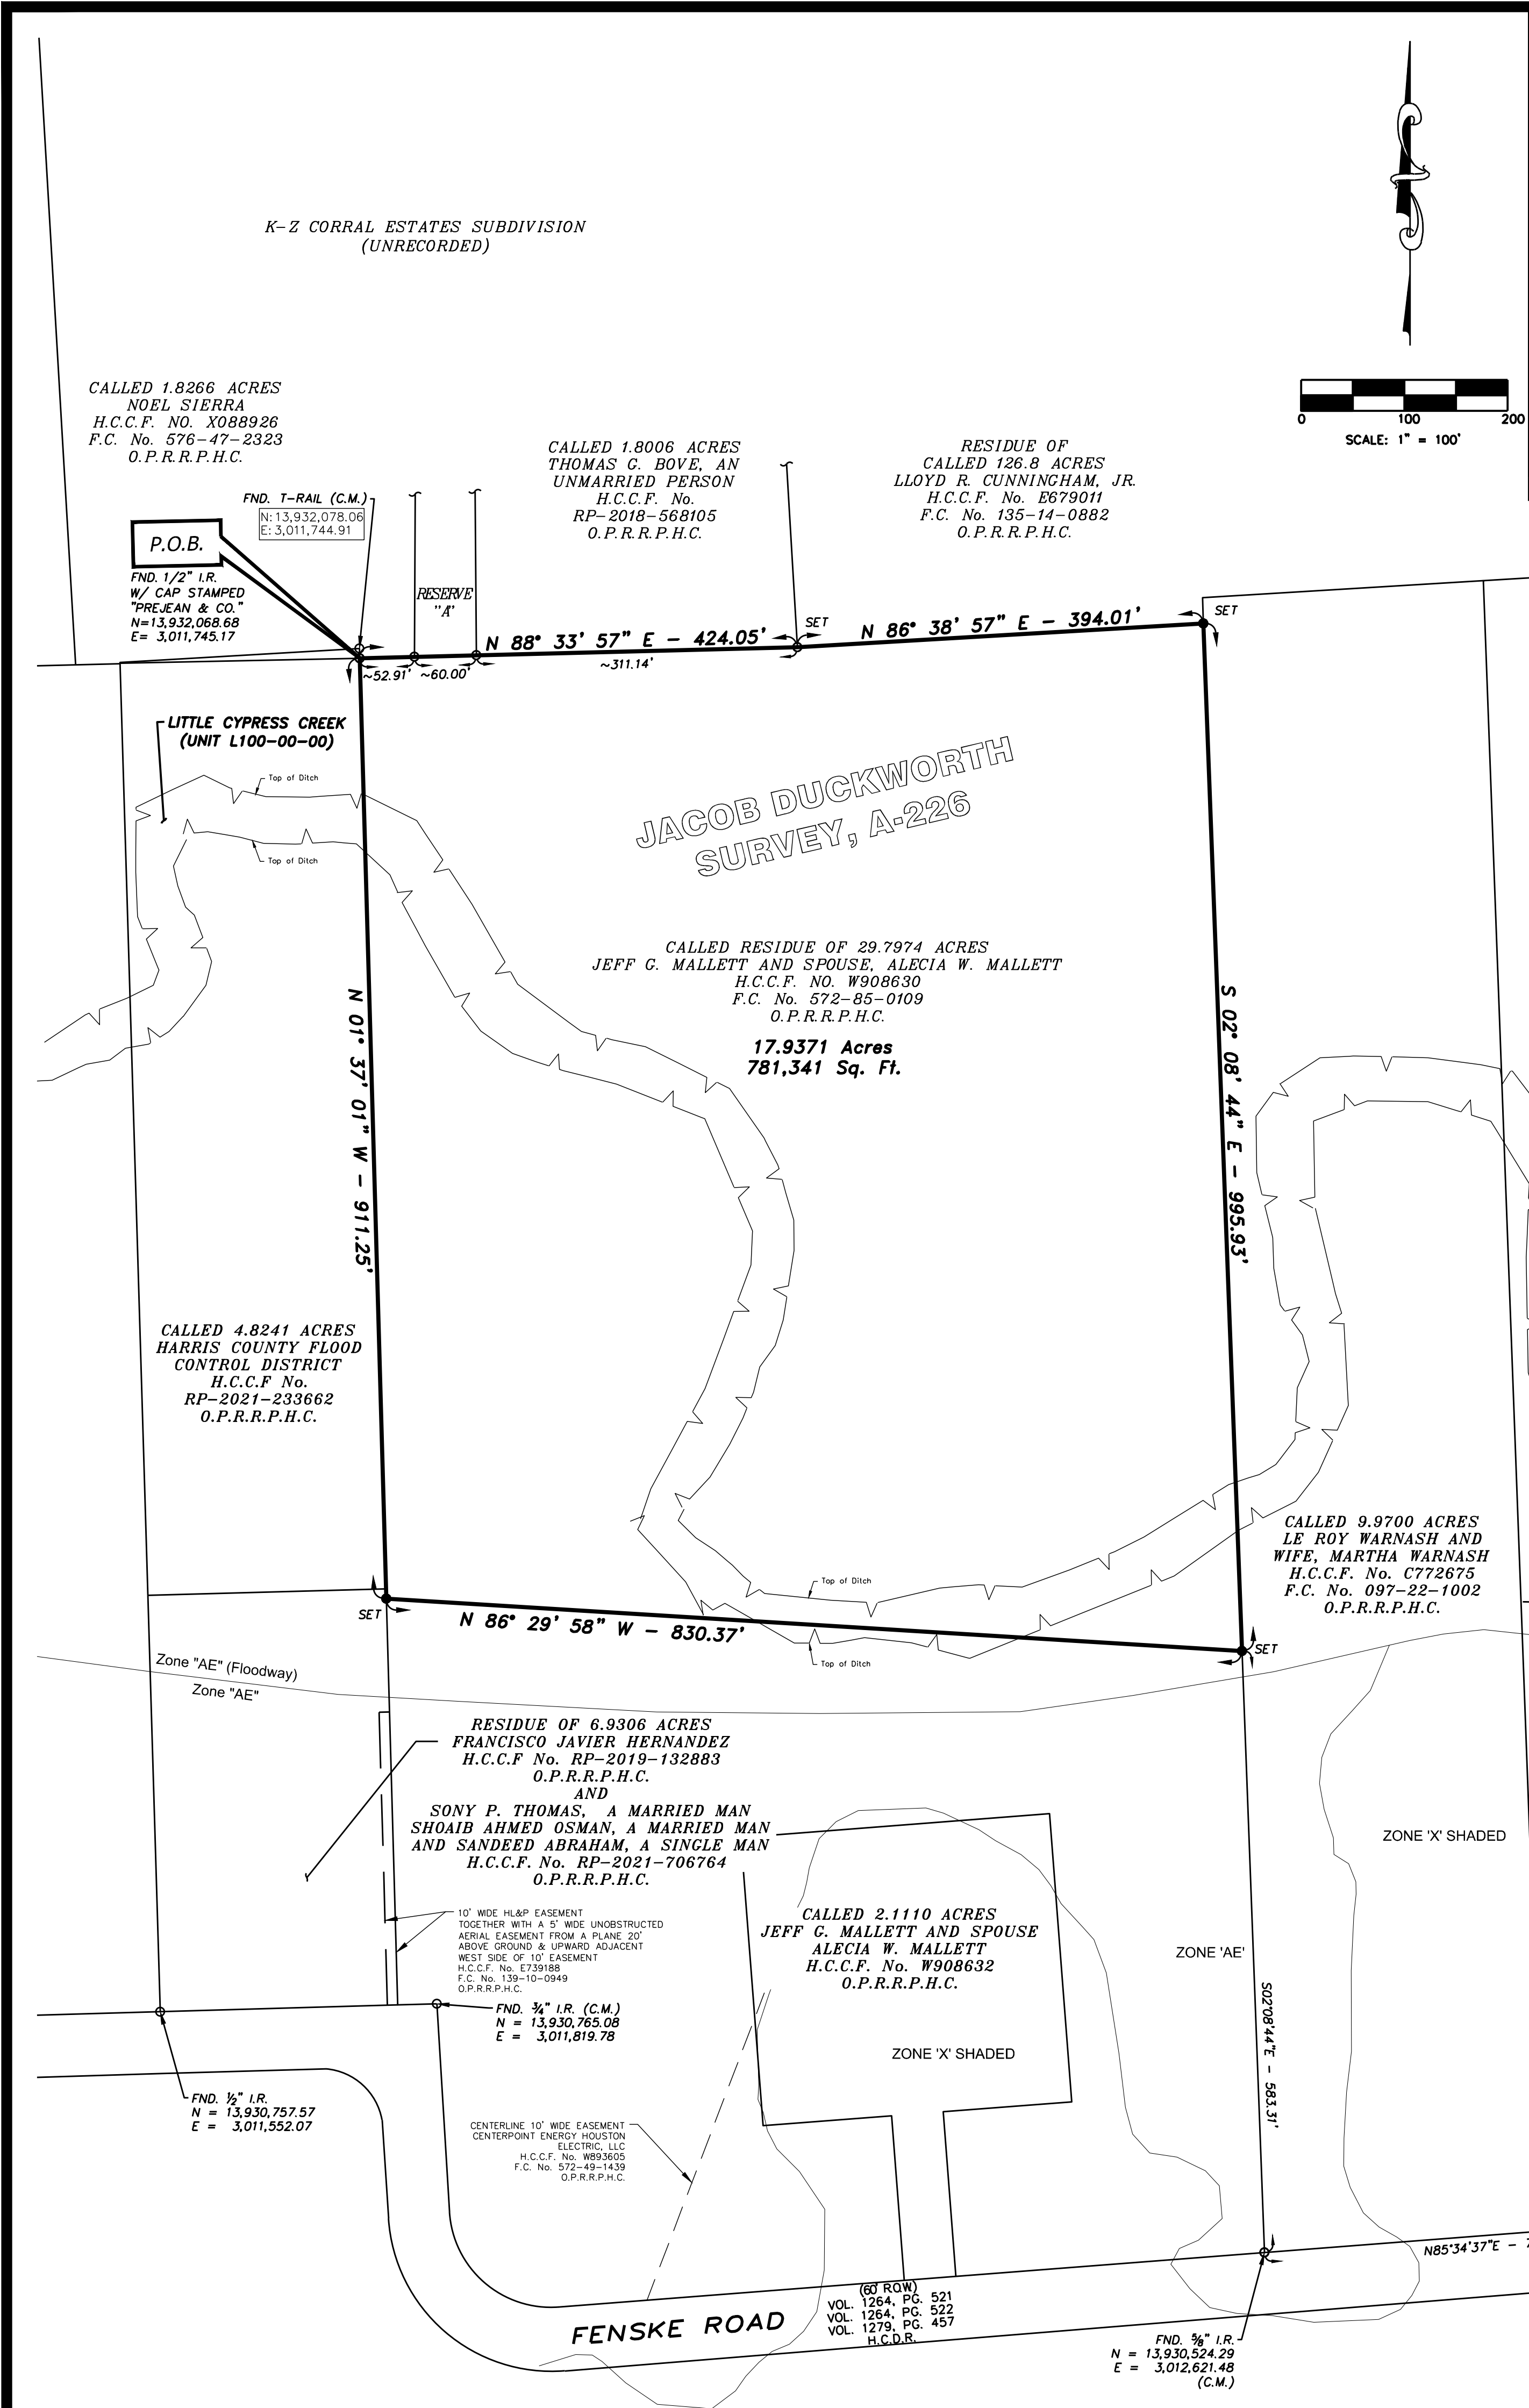 K-Z CORRAL ESTATES SUBDIVISION
(UNRECORDED)
0
100
200
SCALE: 1" = 100'
CALLED 1.8266 ACRES
NOEL SIERRA
H.C.C.F. NO. X088926
F.C. No. 576-47-2323
O.P.R.R.P.H.C.
CALLED 1.8006 ACRES
THOMAS G. BOVE, AN
UNMARRIED PERSON
H.C.C.F. No.
RP-2018-568105
O.P.R.R.P.H.C.
RESIDUE OF
CALLED 126.8 ACRES
LLOYD R. CUNNINGHAM, JR.
H.C.C.F. No. E679011
F.C. No. 135-14-0882
O.P.R.R.P.H.C.
FND. T-RAIL (C.M.)
N: 13,932,078.06
E: 3,011,744.91
P.O.B.
FND. 1/2" I.R.
W/ CAP STAMPED
"PREJEAN & CO."
N=13,932,068.68
E= 3,011,745.17
RESERVE
"A"
SET
SET
N 88° 33' 57" E - 424.05'
N 86° 38' 57" E - 394.01'
~52.91'
~60.00'
~311.14'
LITTLE CYPRESS CREEK
(UNIT L100-00-00)
Top of Ditch
Top of Ditch
JACOB DUCKWORTH
SURVEY, A-226
CALLED RESIDUE OF 29.7974 ACRES
JEFF G. MALLETT AND SPOUSE, ALECIA W. MALLETT
H.C.C.F. NO. W908630
F.C. No. 572-85-0109
O.P.R.R.P.H.C.
17.9371 Acres
781,341 Sq. Ft.
N 01° 37' 01" W - 911.25'
S 02° 08' 44" E - 995.93'
CALLED 4.8241 ACRES
HARRIS COUNTY FLOOD
CONTROL DISTRICT
H.C.C.F No.
RP-2021-233662
O.P.R.R.P.H.C.
CALLED 9.9700 ACRES
LE ROY WARNASH AND
WIFE, MARTHA WARNASH
H.C.C.F. No. C772675
F.C. No. 097-22-1002
O.P.R.R.P.H.C.
Top of Ditch
SET
N 86° 29' 58" W - 830.37'
SET
Top of Ditch
Zone "AE" (Floodway)
Zone "AE"
RESIDUE OF 6.9306 ACRES
FRANCISCO JAVIER HERNANDEZ
H.C.C.F No. RP-2019-132883
O.P.R.R.P.H.C.
AND
SONY P. THOMAS, A MARRIED MAN
SHOAIB AHMED OSMAN, A MARRIED MAN
AND SANDEED ABRAHAM, A SINGLE MAN
H.C.C.F. No. RP-2021-706764
O.P.R.R.P.H.C.
ZONE 'X' SHADED
10' WIDE HL&P EASEMENT
TOGETHER WITH A 5' WIDE UNOBSTRUCTED
AERIAL EASEMENT FROM A PLANE 20'
ABOVE GROUND & UPWARD ADJACENT
WEST SIDE OF 10' EASEMENT
H.C.C.F. No. E739188
F.C. No. 139-10-0949
O.P.R.R.P.H.C.
CALLED 2.1110 ACRES
JEFF G. MALLETT AND SPOUSE
ALECIA W. MALLETT
H.C.C.F. No. W908632
O.P.R.R.P.H.C.
ZONE 'AE'
S02°08'44"E - 583.31'
FND. ¾" I.R. (C.M.)
N = 13,930,765.08
E = 3,011,819.78
ZONE 'X' SHADED
FND. ½" I.R.
N = 13,930,757.57
E = 3,011,552.07
CENTERLINE 10' WIDE EASEMENT
CENTERPOINT ENERGY HOUSTON
ELECTRIC, LLC
H.C.C.F. No. W893605
F.C. No. 572-49-1439
O.P.R.R.P.H.C.
N85°34'37"E -
FENSKE ROAD
(60' R.O.W)
VOL. 1264, PG. 521
VOL. 1264, PG. 522
VOL. 1279, PG. 457
H.C.D.R.
FND. ⅝" I.R.
N = 13,930,524.29
E = 3,012,621.48
(C.M.)